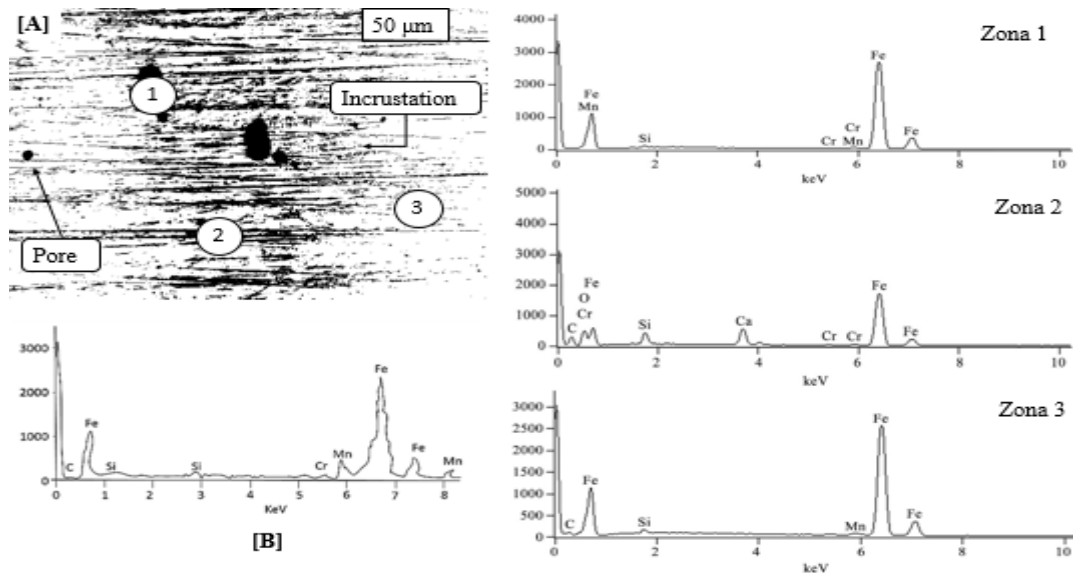 [A]
50 µm
1
Incrustation
3
2
Pore
3000
2000
1000
0
C
Fe
Si
Si
Cr
Mn
Fe
Fe
Mn
0 1 2 3 4 5 6 7 8
KeV
[B]
Zona 1
4000
3000
2000
1000
0
Fe
Mn
Si
Cr
Cr
Mn
Fe
Fe
0 2 4 6 8 10
keV
Zona 2
5000
4000
3000
2000
1000
0
C
Fe
O
Cr
Si
Ca
Cr
Cr
Fe
Fe
0 2 4 6 8 10
keV
Zona 3
3000
2500
2000
1500
1000
500
0
C
Fe
Si
Mn
Fe
Fe
0 2 4 6 8 10
keV